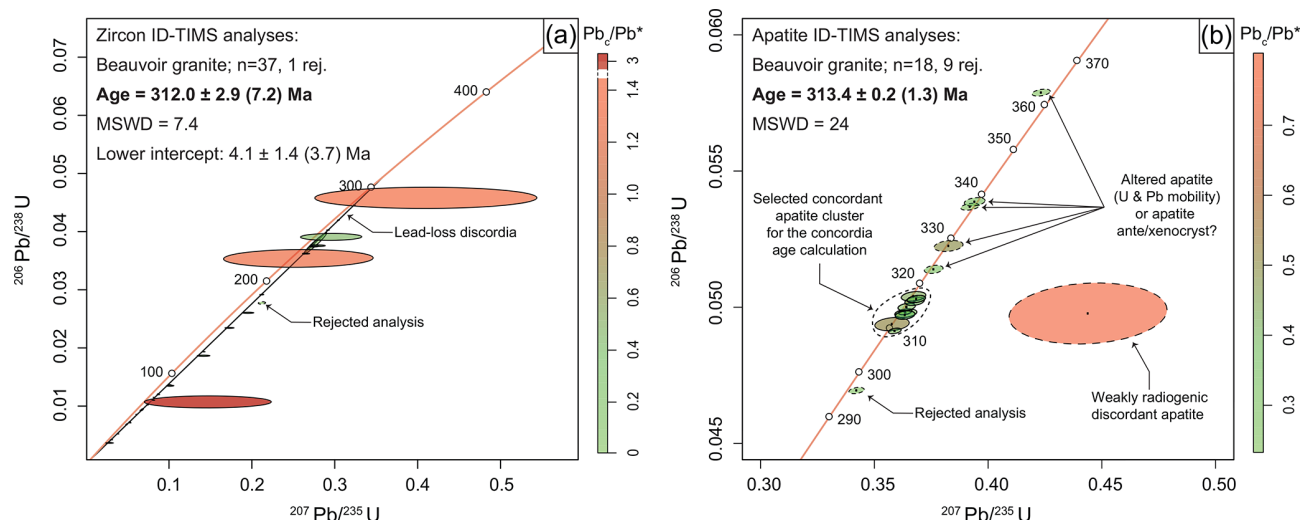 Zircon ID-TIMS analyses:
Beauvoir granite; n=37, 1 rej.
Age = 312.0 ± 2.9 (7.2) Ma
MSWD = 7.4
Lower intercept: 4.1 ± 1.4 (3.7) Ma
(a)
Pbc/Pb*
3
1.4
1.2
1.0
0.8
0.6
0.4
0.2
0
400
300
200
100
Lead-loss discordia
Rejected analysis
0.07
0.06
0.05
0.04
0.03
0.02
0.01
206Pb/238U
0.1
0.2
0.3
0.4
0.5
207Pb/235U
Apatite ID-TIMS analyses:
Beauvoir granite; n=18, 9 rej.
Age = 313.4 ± 0.2 (1.3) Ma
MSWD = 24
(b)
Pbc/Pb*
0.7
0.6
0.5
0.4
0.3
370
360
350
340
330
320
310
300
290
Selected concordant
apatite cluster
for the concordia
age calculation
Altered apatite
(U & Pb mobility)
or apatite
ante/xenocryst?
Weakly radiogenic
discordant apatite
Rejected analysis
0.060
0.055
0.050
0.045
206Pb/238U
0.30
0.35
0.40
0.45
0.50
207Pb/235U